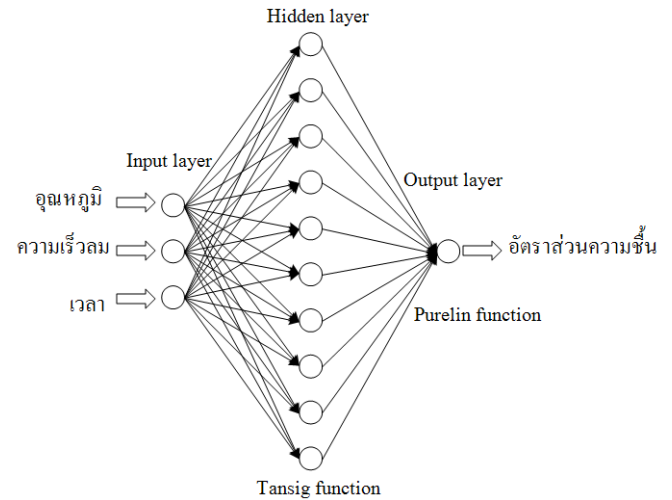 Hidden layer
Input layer
Output layer
อุณหภูมิ
ความเร็วลม
เวลา
อัตราส่วนความชื้น
Purelin function
Tansig function